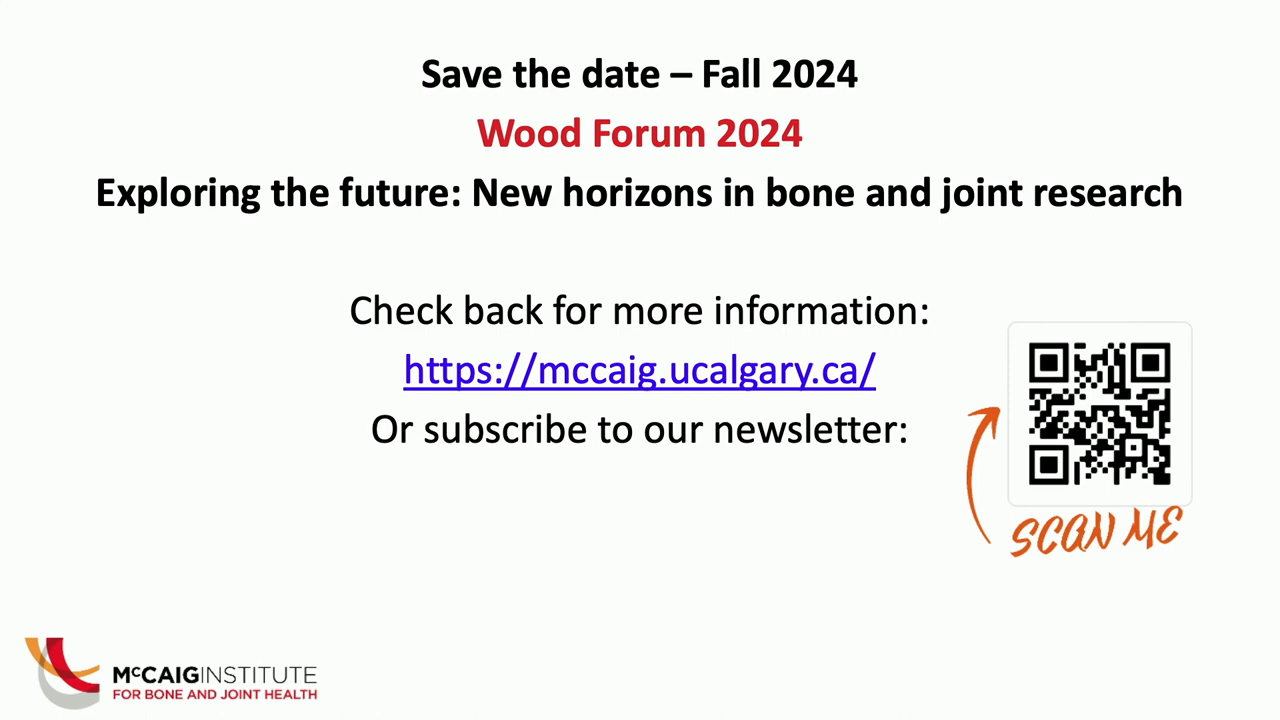 Save the date – Fall 2024
Wood Forum 2024
Exploring the future: New horizons in bone and joint research
Check back for more information:
https://mccaig.ucalgary.ca/
Or subscribe to our newsletter:
SCAN ME
McCAIGINSTITUTE
FOR BONE AND JOINT HEALTH